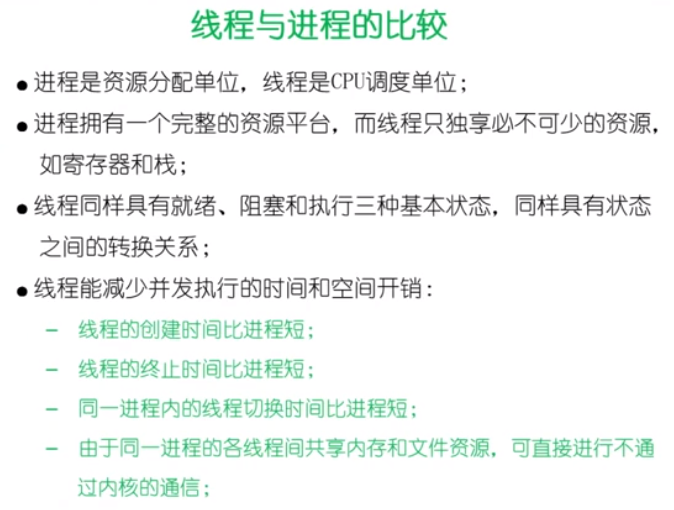 线程与进程的比较
●进程是资源分配单位，线程是CPU调度单位；
●进程拥有一个完整的资源平台，而线程只独享必不可少的资源，
如寄存器和栈；
●线程同样具有就绪、阻塞和执行三种基本状态，同样具有状态
之间的转换关系；
●线程能减少并发执行的时间和空间开销：
– 线程的创建时间比进程短；
– 线程的终止时间比进程短；
– 同一进程内的线程切换时间比进程短；
– 由于同一进程的各线程间共享内存和文件资源，可直接进行不通
过内核的通信；